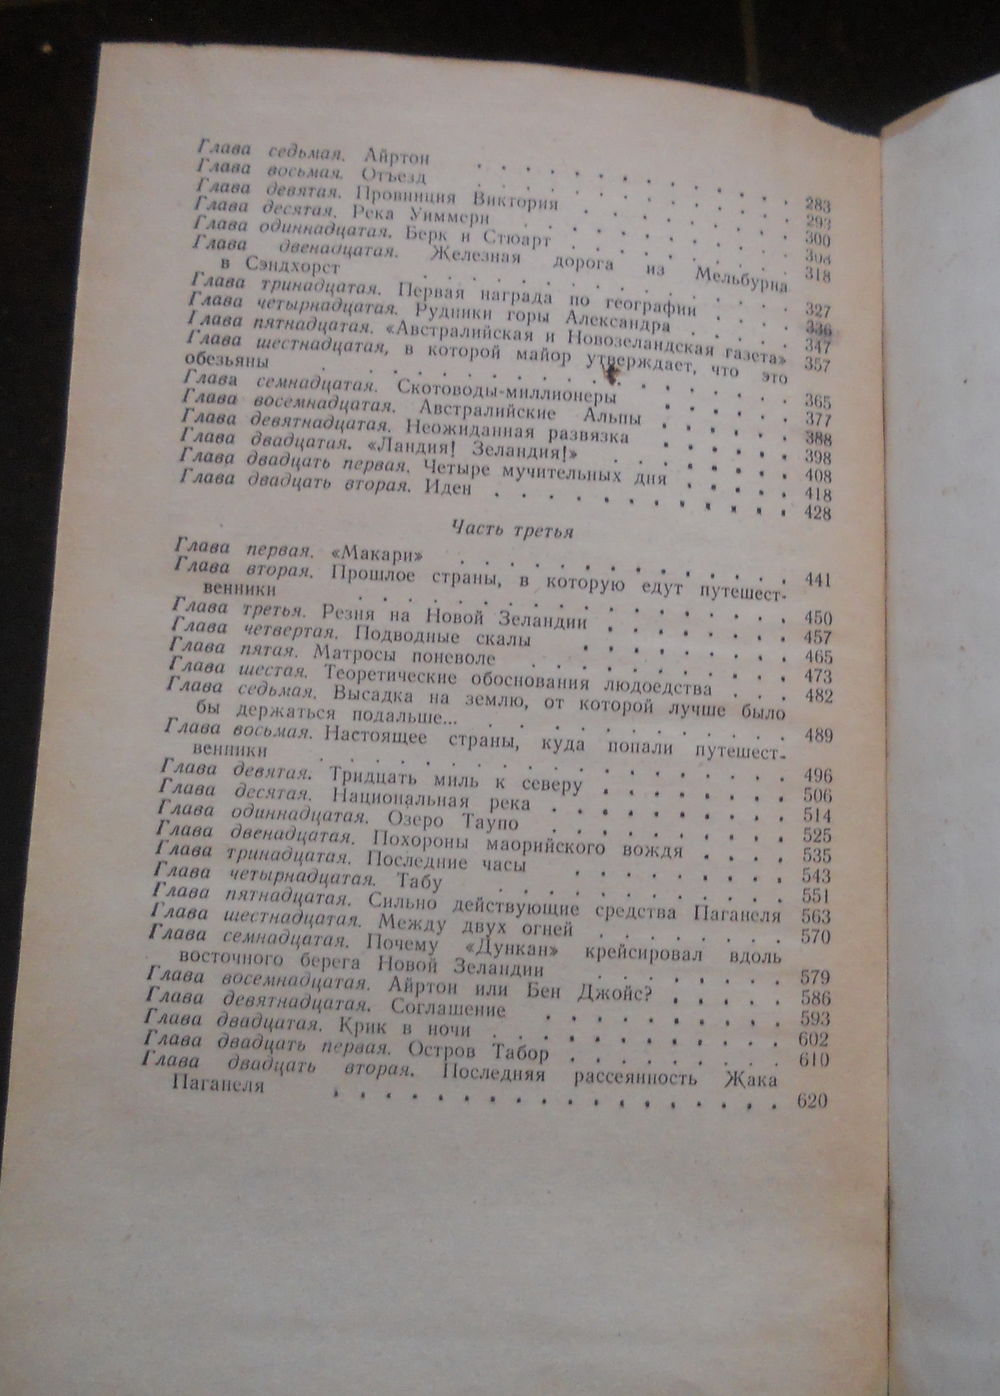 Глава седьмая. Айртон . . . . . . . . . . . . . 283
Глава восьмая. Отъезд . . . . . . . . . . . . . 293
Глава девятая. Провинция Виктория . . . . . . . . 300
Глава десятая. Река Уиммери . . . . . . . . . . 308
Глава одиннадцатая. Берк и Стюарт . . . . . . . . 318
Глава двенадцатая. Железная дорога из Мельбурна
в Сэндхорст . . . . . . . . . . . . . . . 327
Глава тринадцатая. Первая награда по географии . . . . 336
Глава четырнадцатая. Рудники горы Александра . . . . 347
Глава пятнадцатая. «Австралийская и Новозеландская газета» 357
Глава шестнадцатая, в которой майор утверждает, что это
обезьяны . . . . . . . . . . . . . . . . 365
Глава семнадцатая. Скотоводы-миллионеры . . . . . . 377
Глава восемнадцатая. Австралийские Альпы . . . . . . 388
Глава девятнадцатая. Неожиданная развязка . . . . . . 398
Глава двадцатая. «Ландия! Зеландия!» . . . . . . . 408
Глава двадцать первая. Четыре мучительных дня . . . . . 418
Глава двадцать вторая. Иден . . . . . . . . . . . . 428
Часть третья
Глава первая. «Макари» . . . . . . . . . . . . . 441
Глава вторая. Прошлое страны, в которую едут путешест-
венники . . . . . . . . . . . . . . . . 450
Глава третья. Резня на Новой Зеландии . . . . . . . 457
Глава четвертая. Подводные скалы . . . . . . . . 465
Глава пятая. Матросы поневоле . . . . . . . . . . 473
Глава шестая. Теоретические обоснования людоедства . . . 482
Глава седьмая. Высадка на землю, от которой лучше было
бы держаться подальше... . . . . . . . . . . . . 489
Глава восьмая. Настоящее страны, куда попали путешест-
венники . . . . . . . . . . . . . . . . . 496
Глава девятая. Тридцать миль к северу . . . . . . . 506
Глава десятая. Национальная река . . . . . . . . . 514
Глава одиннадцатая. Озеро Таупо . . . . . . . . . 525
Глава двенадцатая. Похороны маорийского вождя . . . . 535
Глава тринадцатая. Последние часы . . . . . . . . 543
Глава четырнадцатая. Табу . . . . . . . . . . . 551
Глава пятнадцатая. Сильно действующие средства Паганеля 563
Глава шестнадцатая. Между двух огней . . . . . . . 570
Глава семнадцатая. Почему «Дункан» крейсировал вдоль
восточного берега Новой Зеландии . . . . . . . 579
Глава восемнадцатая. Айртон или Бен Джойс? . . . . . 586
Глава девятнадцатая. Соглашение . . . . . . . . . 593
Глава двадцатая. Крик в ночи . . . . . . . . . . . 602
Глава двадцать первая. Остров Табор . . . . . . . . 610
Глава двадцать вторая. Последняя рассеянность Жака
Паганеля . . . . . . . . . . . . . . . . . . 620